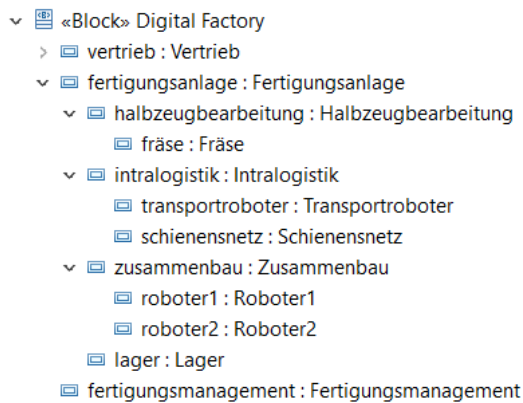 «Block» Digital Factory
vertrieb : Vertrieb
fertigungsanlage : Fertigungsanlage
halbzeugbearbeitung : Halbzeugbearbeitung
fräse : Fräse
intralogistik : Intralogistik
transportroboter : Transportroboter
schienensnetz : Schienensnetz
zusammenbau : Zusammenbau
roboter1 : Roboter1
roboter2 : Roboter2
lager : Lager
fertigungsmanagement : Fertigungsmanagement